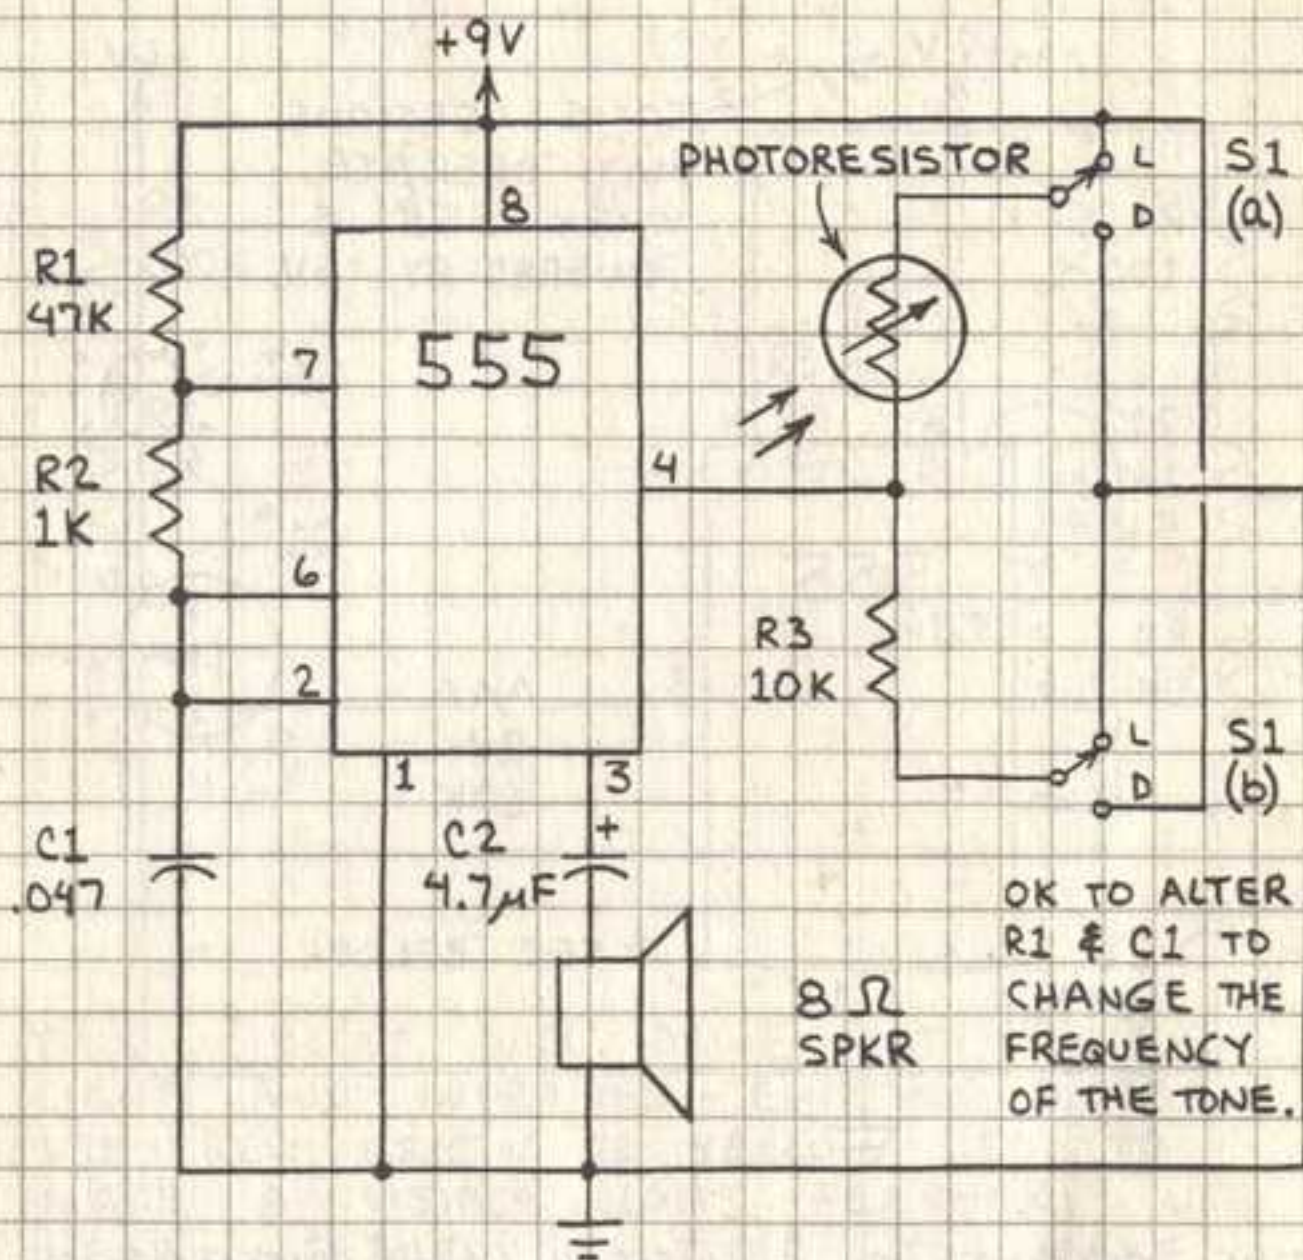 +9V
PHOTORESISTOR
L
S1
D
(a)
8
R1
47K
7
555
4
R2
1K
6
R3
10K
2
L
S1
D
(b)
1
3
C1
.047
C2
+
4.7µF
8 Ω
SPKR
OK TO ALTER
R1 & C1 TO
CHANGE THE
FREQUENCY
OF THE TONE.